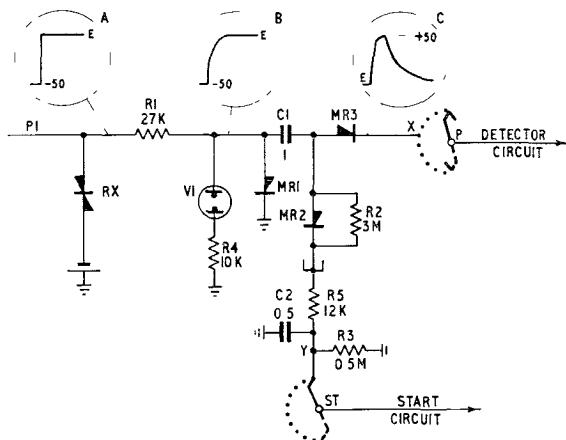 A
B
C
E
E
+50
-50
-50
E
P1
R1
27K
C1
1
MR3
X
P
DETECTOR
CIRCUIT
RX
V1
MR1
MR2
R2
3M
R4
10K
C2
0 5
R5
12K
Y
R3
0 5M
ST
START
CIRCUIT